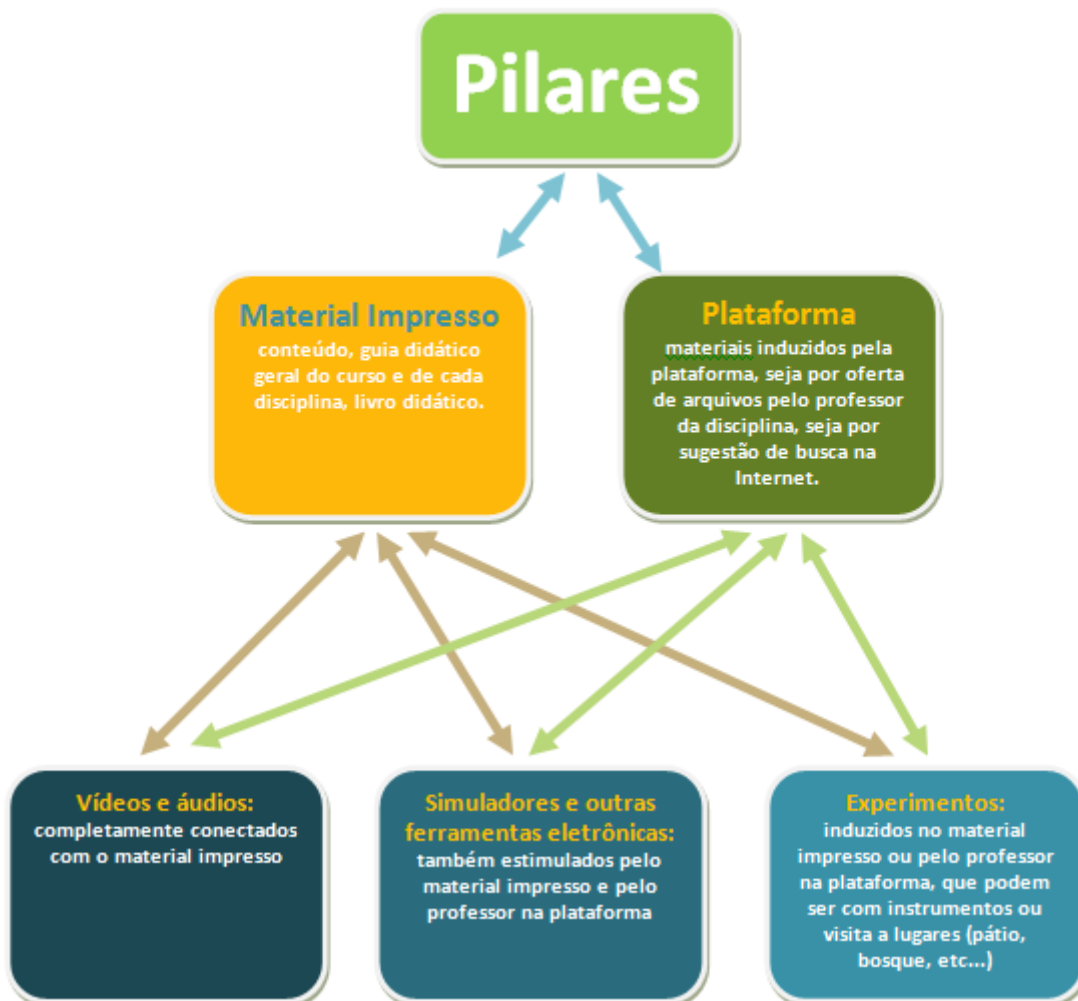 Pilares
Material Impresso
conteúdo, guia didático
geral do curso e de cada
disciplina, livro didático.
Plataforma
materiais induzidos pela
plataforma, seja por oferta
de arquivos pelo professor
da disciplina, seja por
sugestão de busca na
Internet.
Vídeos e áudios:
completamente conectados
com o material impresso
Simuladores e outras
ferramentas eletrônicas:
também estimulados pelo
material impresso e pelo
professor na plataforma
Experimentos:
induzidos no material
impresso ou pelo professor
na plataforma, que podem
ser com instrumentos ou
visita a lugares (pátio,
bosque, etc...)